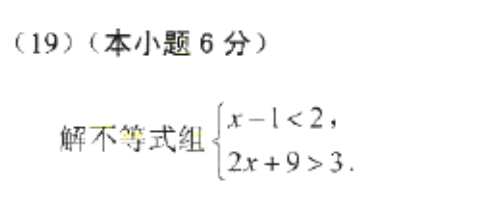 （19）（本小题 6 分）
解不等式组 { x－1＜2，
2x＋9＞3．